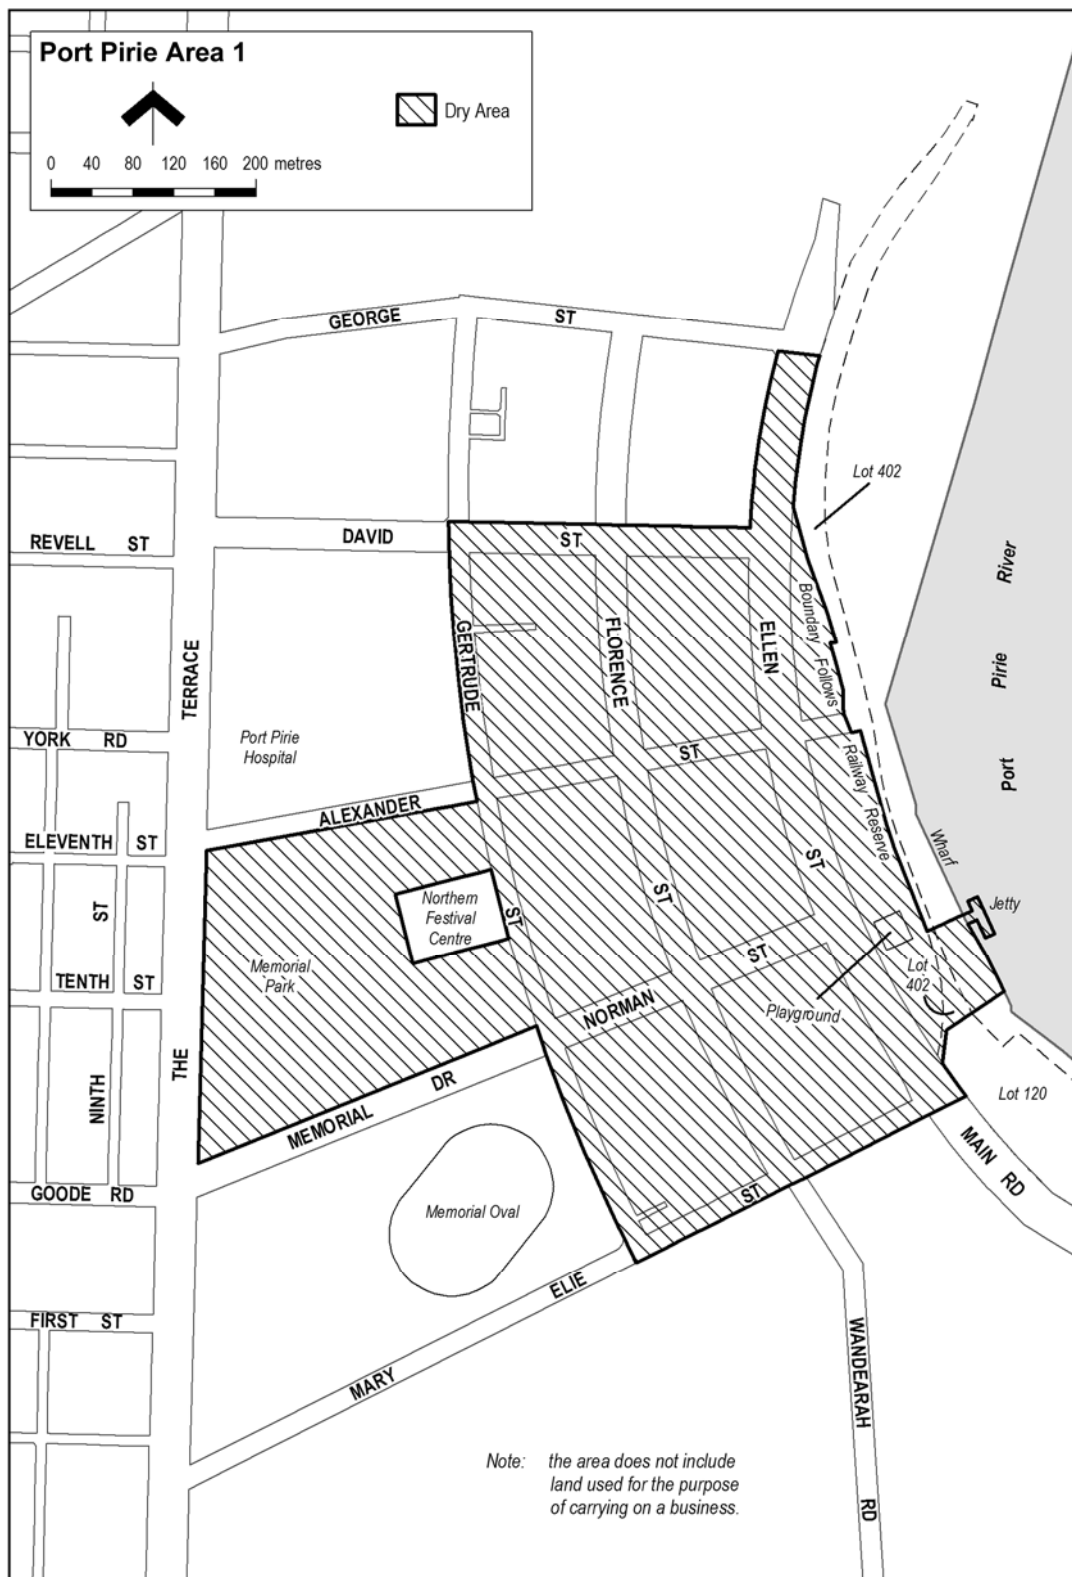 Port Pirie Area 1
Dry Area
0 40 80 120 160 200 metres
GEORGE ST
Lot 402
REVELL ST
DAVID ST
River
Boundary
GERTRUDE
FLORENCE
ELLEN
Follows
TERRACE
Pirie
YORK RD
Port Pirie
Hospital
ST
Port
Railway
ALEXANDER
ELEVENTH ST
Reserve
Wharf
ST
ST
ST
Northern
Festival
Centre
ST
Jetty
Memorial
Park
TENTH ST
ST
Lot
402
NORMAN
Playground
THE
DR
NINTH
MEMORIAL
Lot 120
MAIN RD
GOODE RD
ST
Memorial Oval
ELIE
FIRST ST
MARY
WANDEARAH
RD
Note: the area does not include
land used for the purpose
of carrying on a business.